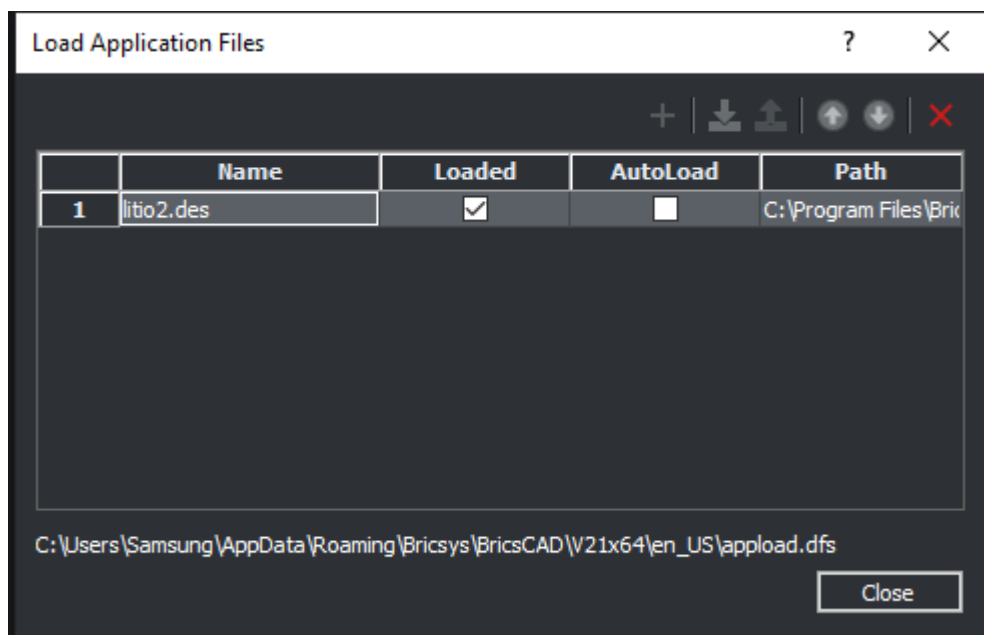 Load Application Files ?
Name Loaded AutoLoad Path
1 litio2.des C:\Program Files\Bric
C:\Users\Samsung\AppData\Roaming\Bricsys\BricsCAD\V21x64\en_US\appload.dfs
Close